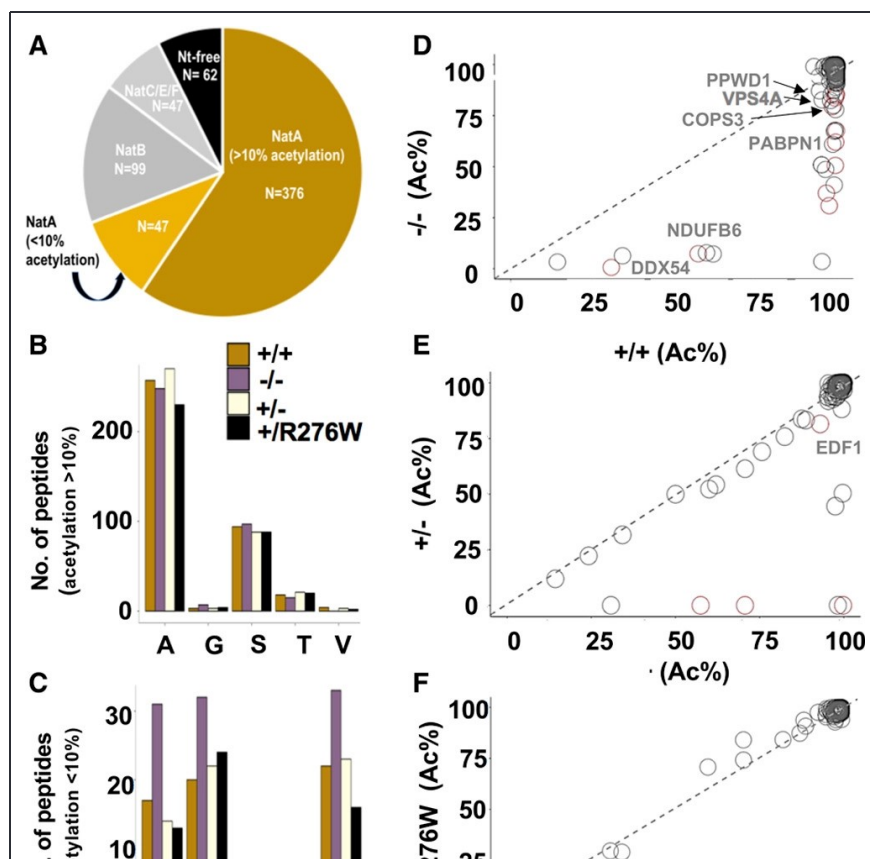 A
Nt-free
N= 62
NatC/E/F
N=47
NatA
(>10% acetylation)
N=376
NatB
N=99
N=47
NatA
(<10%
acetylation)
B
+/+
-/-
+/-
+/R276W
No. of peptides
(acetylation >10%)
200
100
0
A G S T V
C
. of peptides
tylation <10%)
30
20
10
D
-/- (Ac%)
100
75
50
25
0
PPWD1
VPS4A
COPS3
PABPN1
NDUFB6
DDX54
0 25 50 75 100
+/+ (Ac%)
E
+/- (Ac%)
100
75
50
25
0
EDF1
0 25 50 75 100
(Ac%)
F
R276W (Ac%)
100
75
50
25